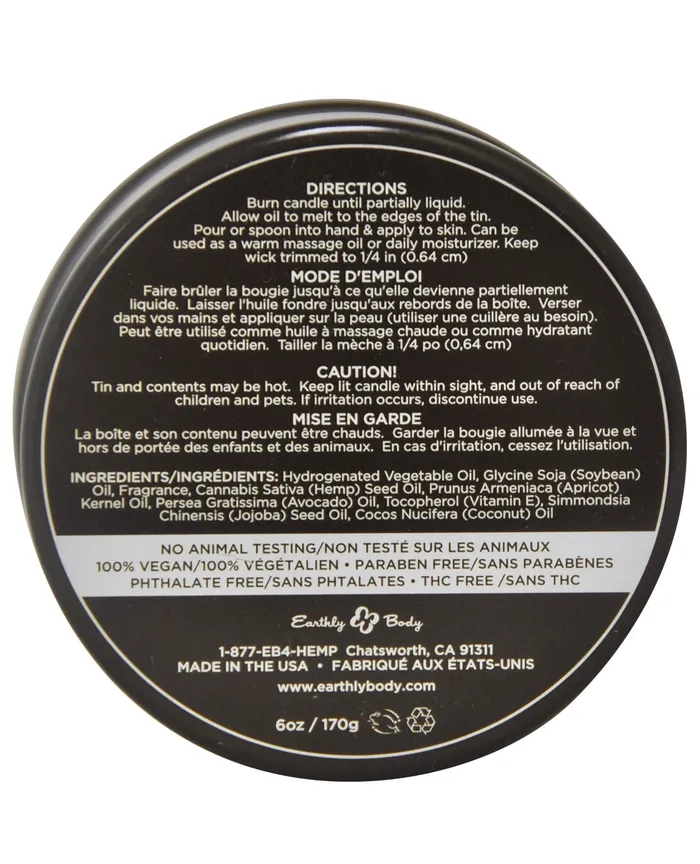 DIRECTIONS
Burn candle until partially liquid.
Allow oil to melt to the edges of the tin.
Pour or spoon into hand & apply to skin. Can be
used as a warm massage oil or daily moisturizer. Keep
wick trimmed to 1/4 in (0.64 cm)
MODE D'EMPLOI
Faire brûler la bougie jusqu'à ce qu'elle devienne partiellement
liquide. Laisser l'huile fondre jusqu'aux rebords de la boîte. Verser
dans vos mains et appliquer sur la peau (utiliser une cuillère au besoin).
Peut être utilisé comme huile à massage chaude ou comme hydratant
quotidien. Tailler la mèche à 1/4 po (0,64 cm)
CAUTION!
Tin and contents may be hot. Keep lit candle within sight, and out of reach of
children and pets. If irritation occurs, discontinue use.
MISE EN GARDE
La boîte et son contenu peuvent être chauds. Garder la bougie allumée à la vue et
hors de portée des enfants et des animaux. En cas d'irritation, cessez l'utilisation.
INGREDIENTS/INGRÉDIENTS: Hydrogenated Vegetable Oil, Glycine Soja (Soybean)
Oil, Fragrance, Cannabis Sativa (Hemp) Seed Oil, Prunus Armeniaca (Apricot)
Kernel Oil, Persea Gratissima (Avocado) Oil, Tocopherol (Vitamin E), Simmondsia
Chinensis (Jojoba) Seed Oil, Cocos Nucifera (Coconut) Oil
NO ANIMAL TESTING/NON TESTÉ SUR LES ANIMAUX
100% VEGAN/100% VÉGÉTALIEN • PARABEN FREE/SANS PARABÈNES
PHTHALATE FREE/SANS PHTALATES • THC FREE /SANS THC
Earthly Body
1-877-EB4-HEMP Chatsworth, CA 91311
MADE IN THE USA • FABRIQUÉ AUX ÉTATS-UNIS
www.earthlybody.com
6oz / 170g